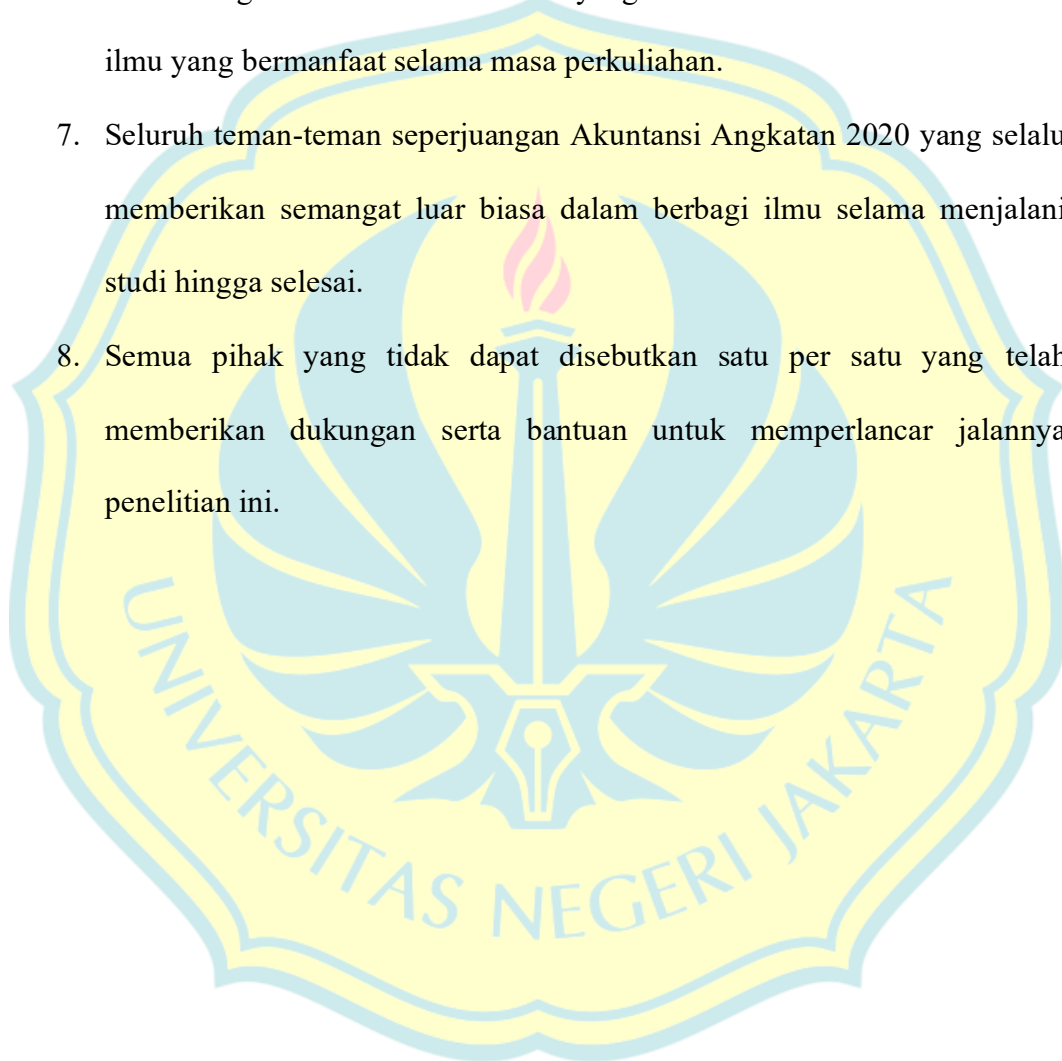 ilmu yang bermanfaat selama masa perkuliahan.
7. Seluruh teman-teman seperjuangan Akuntansi Angkatan 2020 yang selalu
memberikan semangat luar biasa dalam berbagi ilmu selama menjalani
studi hingga selesai.
8. Semua pihak yang tidak dapat disebutkan satu per satu yang telah
memberikan dukungan serta bantuan untuk memperlancar jalannya
penelitian ini.
UNIVERSITAS NEGERI JAKARTA